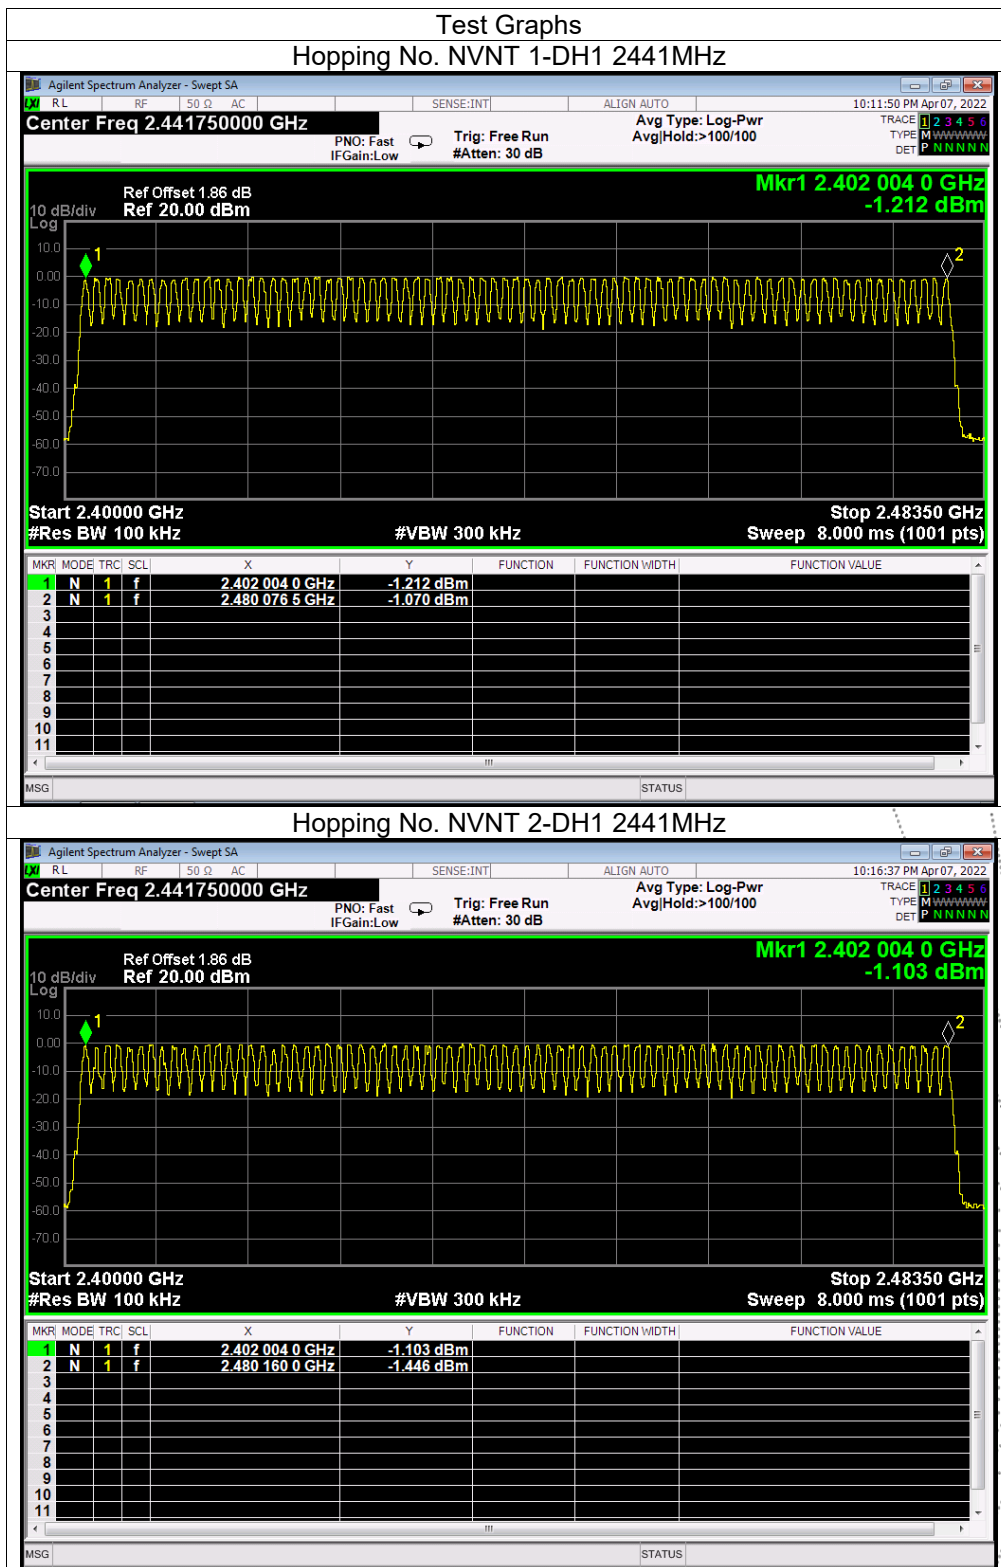 Test Graphs
Hopping No. NVNT 1-DH1 2441MHz
Agilent Spectrum Analyzer - Swept SA
LXI RL RF 50 Ω AC SENSE:INT ALIGN AUTO 10:11:50 PM Apr 07, 2022
Center Freq 2.441750000 GHz Avg Type: Log-Pwr TRACE 1 2 3 4 5 6
PNO: Fast Trig: Free Run Avg|Hold:>100/100 TYPE M WWWWW
IFGain:Low #Atten: 30 dB DET P N N N N N
Mkr1 2.402 004 0 GHz
Ref Offset 1.86 dB
10 dB/div Ref 20.00 dBm -1.212 dBm
Log
10.0
1 2
0.00
-10.0
-20.0
-30.0
-40.0
-50.0
-60.0
-70.0
Start 2.40000 GHz Stop 2.48350 GHz
#Res BW 100 kHz #VBW 300 kHz Sweep 8.000 ms (1001 pts)
MKR MODE TRC SCL X Y FUNCTION FUNCTION WIDTH FUNCTION VALUE
1 N 1 f 2.402 004 0 GHz -1.212 dBm
2 N 1 f 2.480 076 5 GHz -1.070 dBm
3
4
5
6
7
8
9
10
11
MSG STATUS
Hopping No. NVNT 2-DH1 2441MHz
Agilent Spectrum Analyzer - Swept SA
LXI RL RF 50 Ω AC SENSE:INT ALIGN AUTO 10:16:37 PM Apr 07, 2022
Center Freq 2.441750000 GHz Avg Type: Log-Pwr TRACE 1 2 3 4 5 6
PNO: Fast Trig: Free Run Avg|Hold:>100/100 TYPE M WWWWW
IFGain:Low #Atten: 30 dB DET P N N N N N
Mkr1 2.402 004 0 GHz
Ref Offset 1.86 dB
10 dB/div Ref 20.00 dBm -1.103 dBm
Log
10.0
1 2
0.00
-10.0
-20.0
-30.0
-40.0
-50.0
-60.0
-70.0
Start 2.40000 GHz Stop 2.48350 GHz
#Res BW 100 kHz #VBW 300 kHz Sweep 8.000 ms (1001 pts)
MKR MODE TRC SCL X Y FUNCTION FUNCTION WIDTH FUNCTION VALUE
1 N 1 f 2.402 004 0 GHz -1.103 dBm
2 N 1 f 2.480 160 0 GHz -1.446 dBm
3
4
5
6
7
8
9
10
11
MSG STATUS